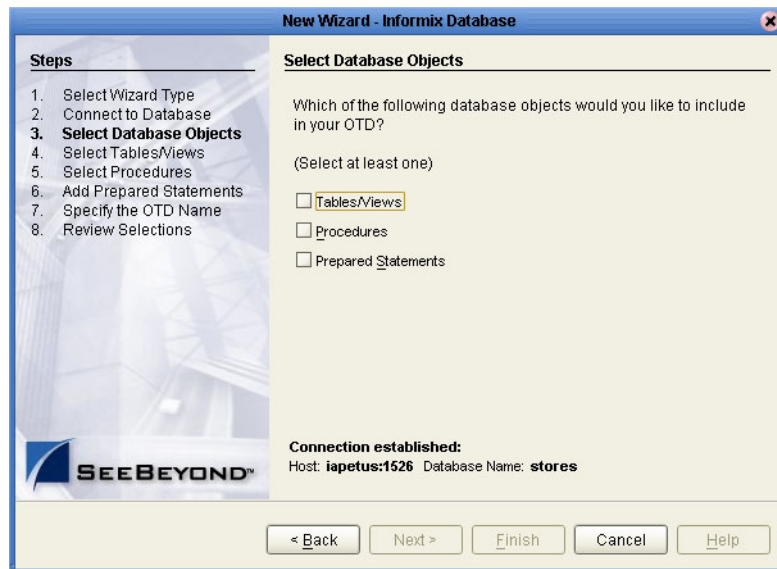 New Wizard - Informix Database
Steps
1. Select Wizard Type
2. Connect to Database
3. Select Database Objects
4. Select Tables/Views
5. Select Procedures
6. Add Prepared Statements
7. Specify the OTD Name
8. Review Selections
SEEBEYOND™
Select Database Objects
Which of the following database objects would you like to include
in your OTD?
(Select at least one)
Tables/Views
Procedures
Prepared Statements
Connection established:
Host: iapetus:1526 Database Name: stores
< Back Next > Finish Cancel Help